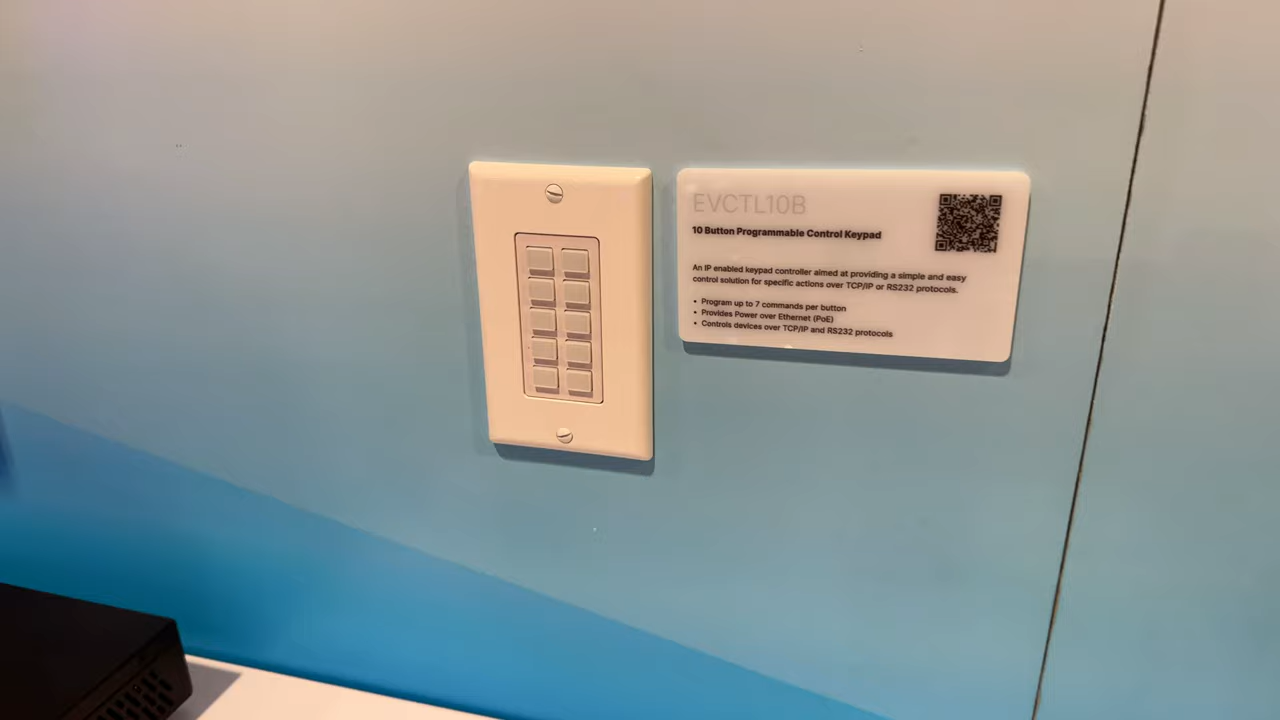 EVCTL10B
10 Button Programmable Control Keypad
An IP enabled keypad controller aimed at providing a simple and easy
control solution for specific actions over TCP/IP or RS232 protocols.
• Program up to 7 commands per button
• Provides Power over Ethernet (PoE)
• Controls devices over TCP/IP and RS232 protocols